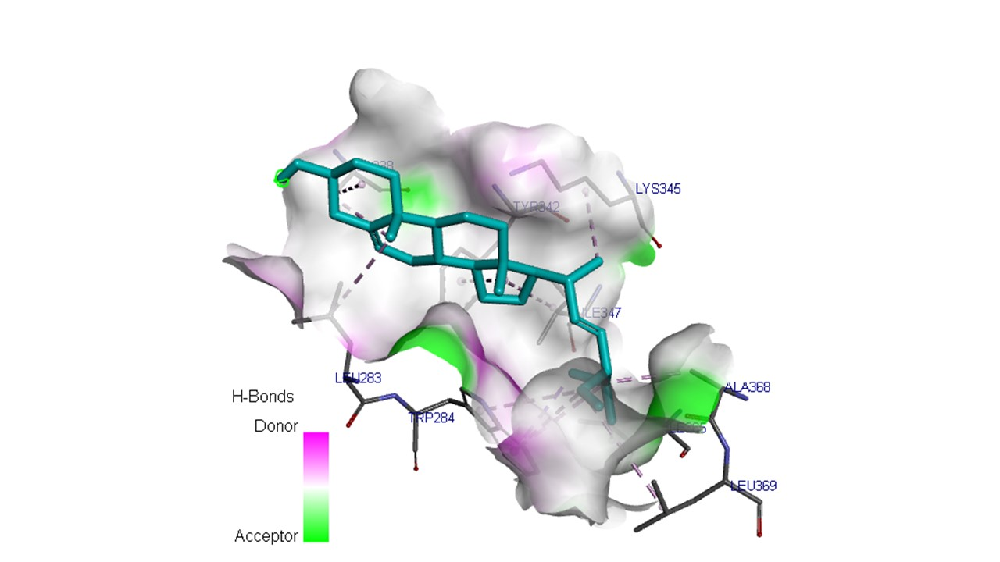 LYS345
TYR342
ILE347
LEU283
ALA368
H-Bonds
TRP284
Donor
LEU369
Acceptor